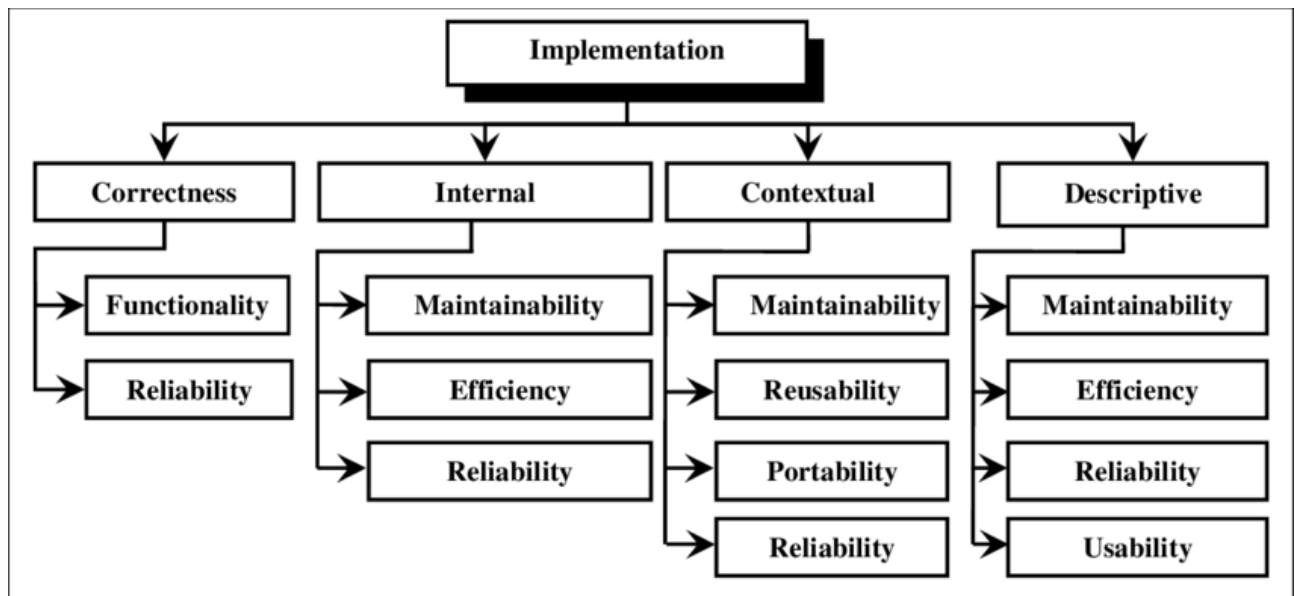 Implementation
Correctness
Internal
Contextual
Descriptive
Functionality
Maintainability
Maintainability
Maintainability
Reliability
Efficiency
Reusability
Efficiency
Reliability
Portability
Reliability
Reliability
Usability